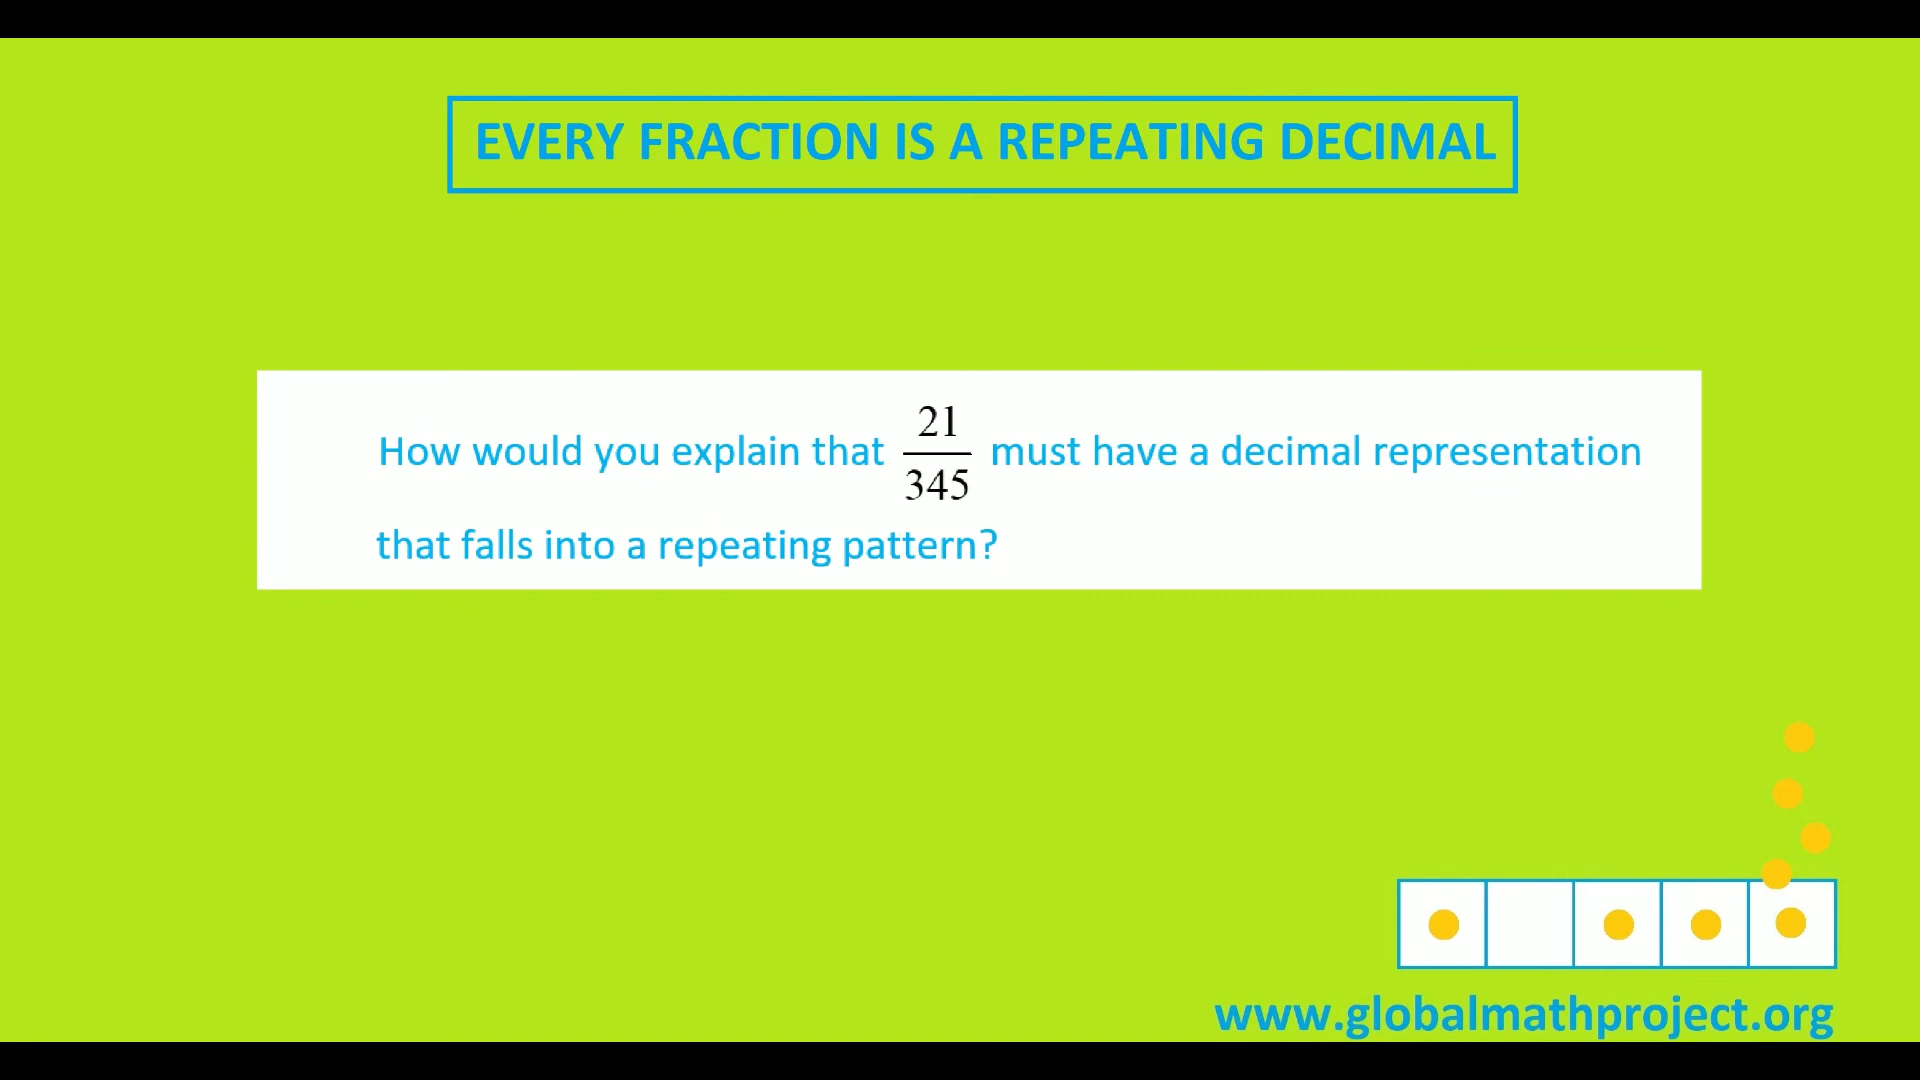 EVERY FRACTION IS A REPEATING DECIMAL
How would you explain that 21/345 must have a decimal representation
that falls into a repeating pattern?
www.globalmathproject.org